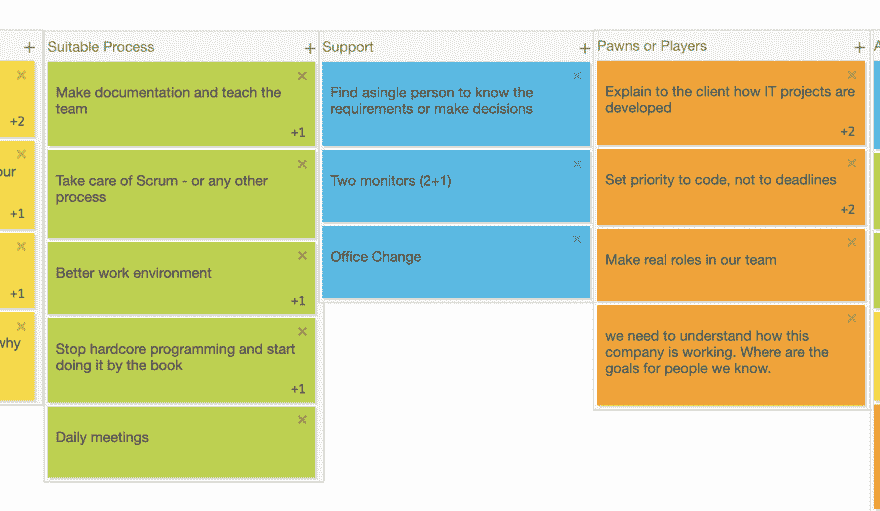 +
+2
our
+1
+1
why
Suitable Process +
Make documentation and teach the
team
+1
Take care of Scrum - or any other
process
Better work environment
+1
Stop hardcore programming and start
doing it by the book
+1
Daily meetings
Support +
Find asingle person to know the
requirements or make decisions
Two monitors (2+1)
Office Change
Pawns or Players +
Explain to the client how IT projects are
developed
+2
Set priority to code, not to deadlines
+2
Make real roles in our team
we need to understand how this
company is working. Where are the
goals for people we know.
A